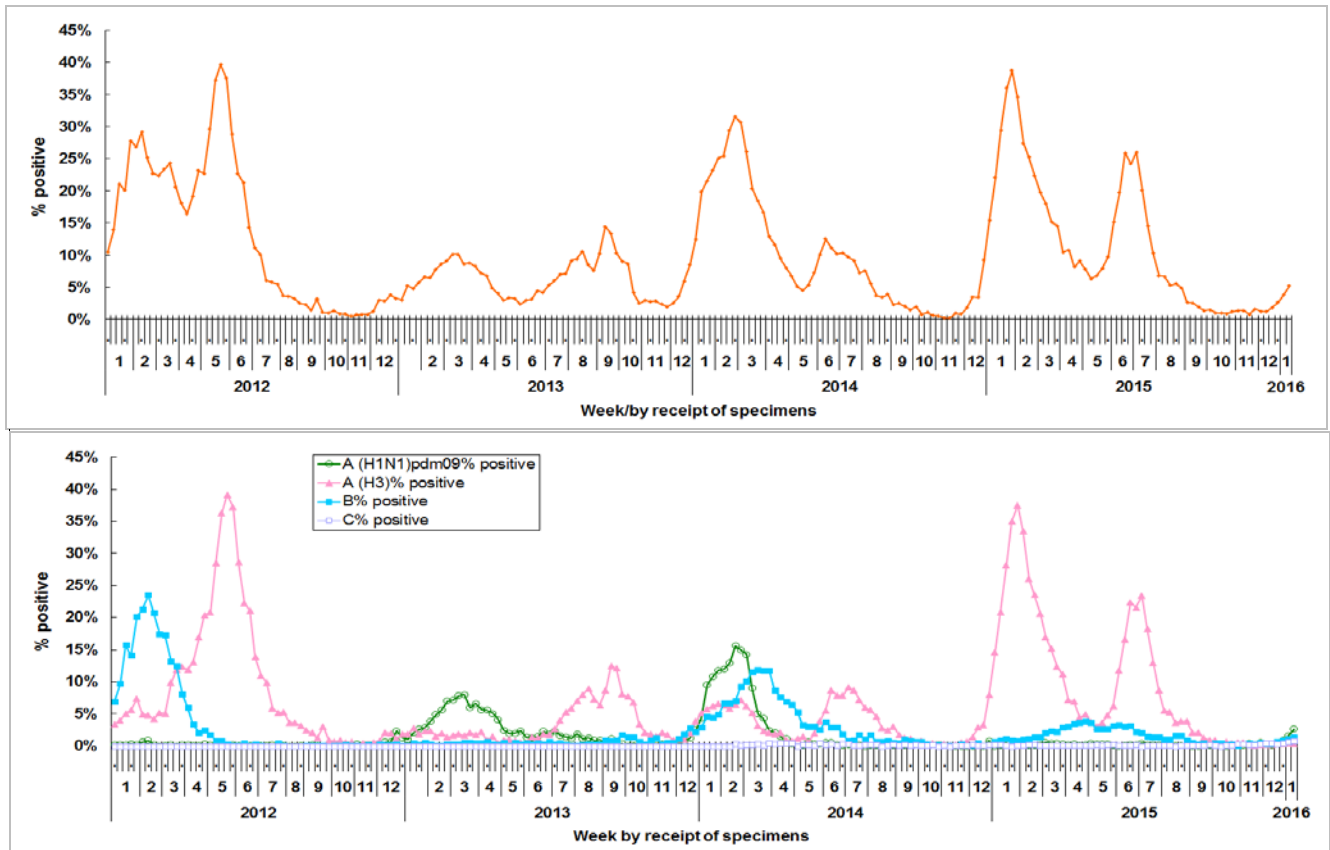 45%
40%
35%
30%
25%
20%
15%
10%
5%
0%
% positive
1 2 3 4 5 6 7 8 9 10 11 12 2 3 4 5 6 7 8 9 10 11 12 1 2 3 4 5 6 7 8 9 10 11 12 1 2 3 4 5 6 7 8 9 10 11 12 1
2012 2013 2014 2015 2016
Week/by receipt of specimens
45%
40%
35%
30%
25%
20%
15%
10%
5%
0%
% positive
A (H1N1)pdm09% positive
A (H3)% positive
B% positive
C% positive
1 2 3 4 5 6 7 8 9 10 11 12 2 3 4 5 6 7 8 9 10 11 12 1 2 3 4 5 6 7 8 9 10 11 12 1 2 3 4 5 6 7 8 9 10 11 12 1
2012 2013 2014 2015 2016
Week by receipt of specimens